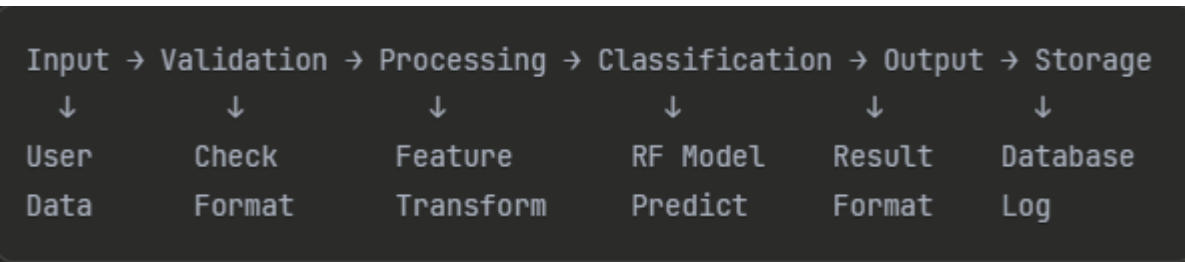 Input → Validation → Processing → Classification → Output → Storage
↓ ↓ ↓ ↓ ↓ ↓
User Check Feature RF Model Result Database
Data Format Transform Predict Format Log